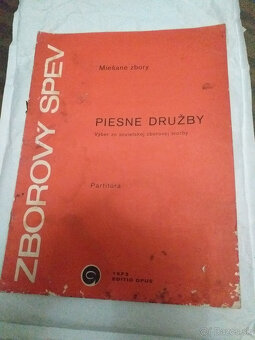 Miešané zbory
ZBOROVÝ SPEV
PIESNE DRUŽBY
Výber zo sovietskej zborovej tvorby
Partitúra
1973
EDITIO OPUS